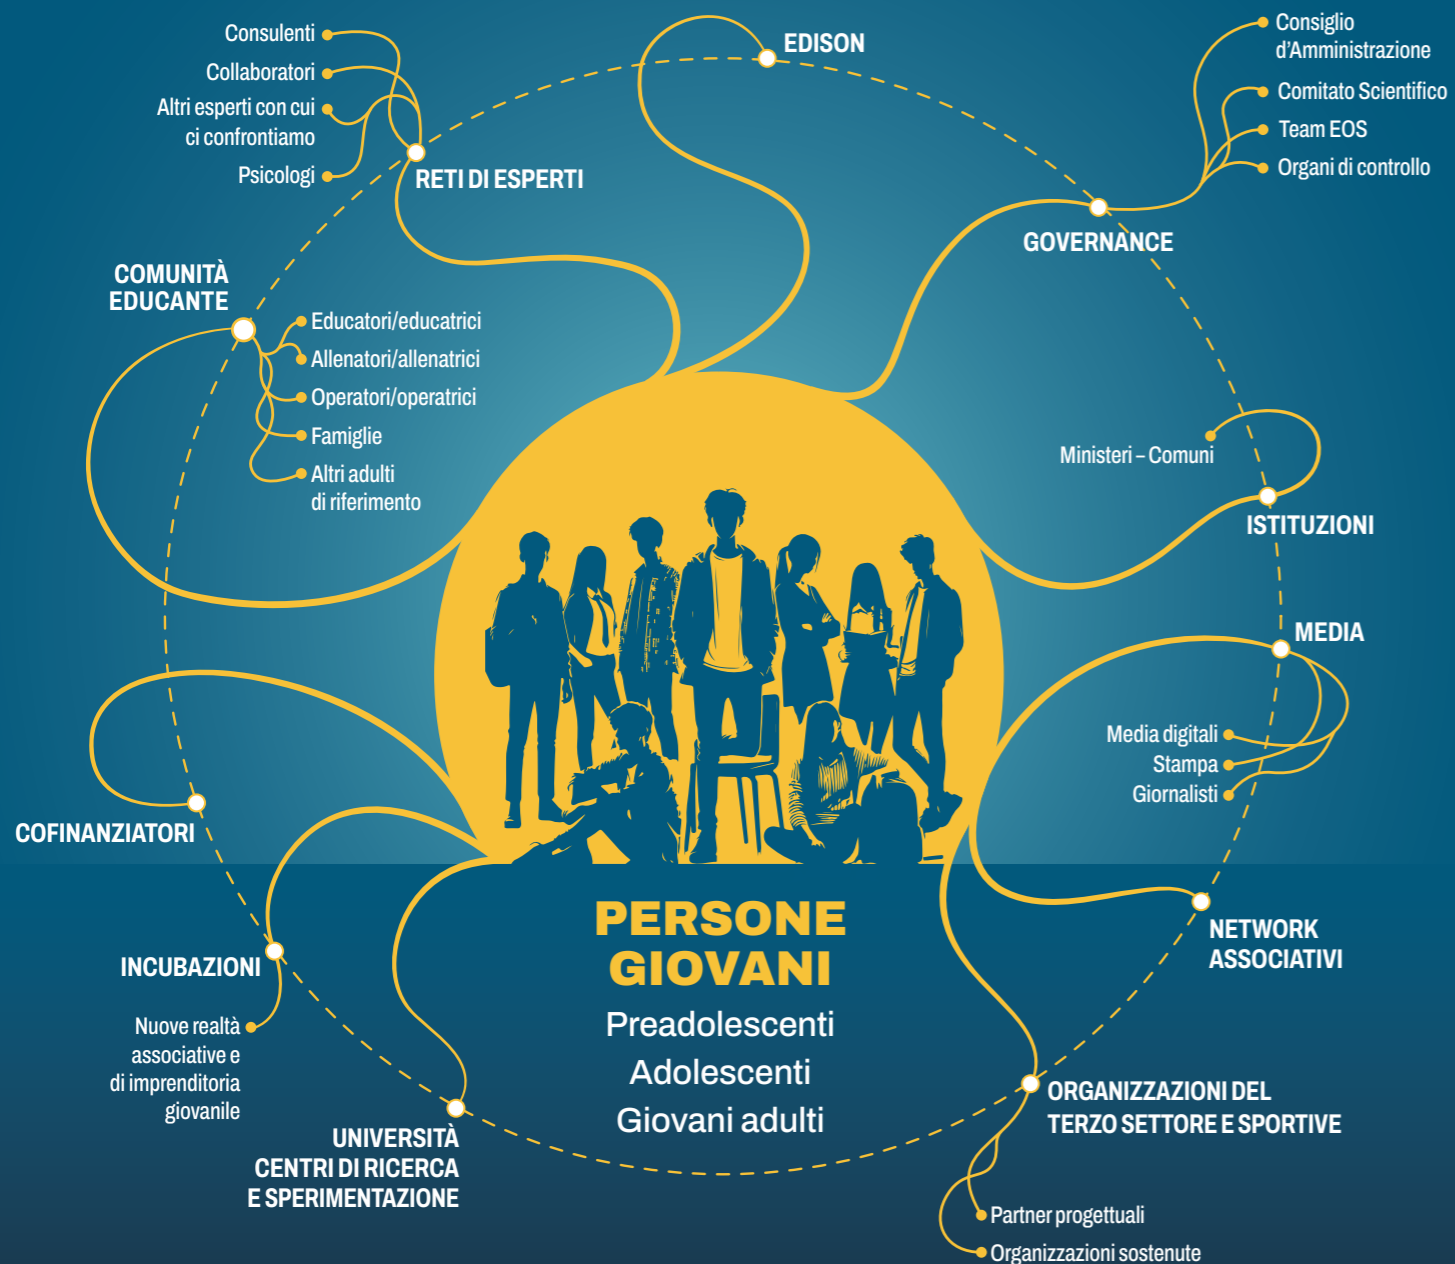 Consulenti
Collaboratori
Altri esperti con cui
ci confrontiamo
Psicologi
RETI DI ESPERTI
EDISON
Consiglio
d’Amministrazione
Comitato Scientifico
Team EOS
Organi di controllo
GOVERNANCE
COMUNITÀ
EDUCANTE
Educatori/educatrici
Allenatori/allenatrici
Operatori/operatrici
Famiglie
Altri adulti
di riferimento
Ministeri – Comuni
ISTITUZIONI
MEDIA
Media digitali
Stampa
Giornalisti
COFINANZIATORI
NETWORK
ASSOCIATIVI
INCUBAZIONI
Nuove realtà
associative e
di imprenditoria
giovanile
PERSONE
GIOVANI
Preadolescenti
Adolescenti
Giovani adulti
UNIVERSITÀ
CENTRI DI RICERCA
E SPERIMENTAZIONE
ORGANIZZAZIONI DEL
TERZO SETTORE E SPORTIVE
Partner progettuali
Organizzazioni sostenute